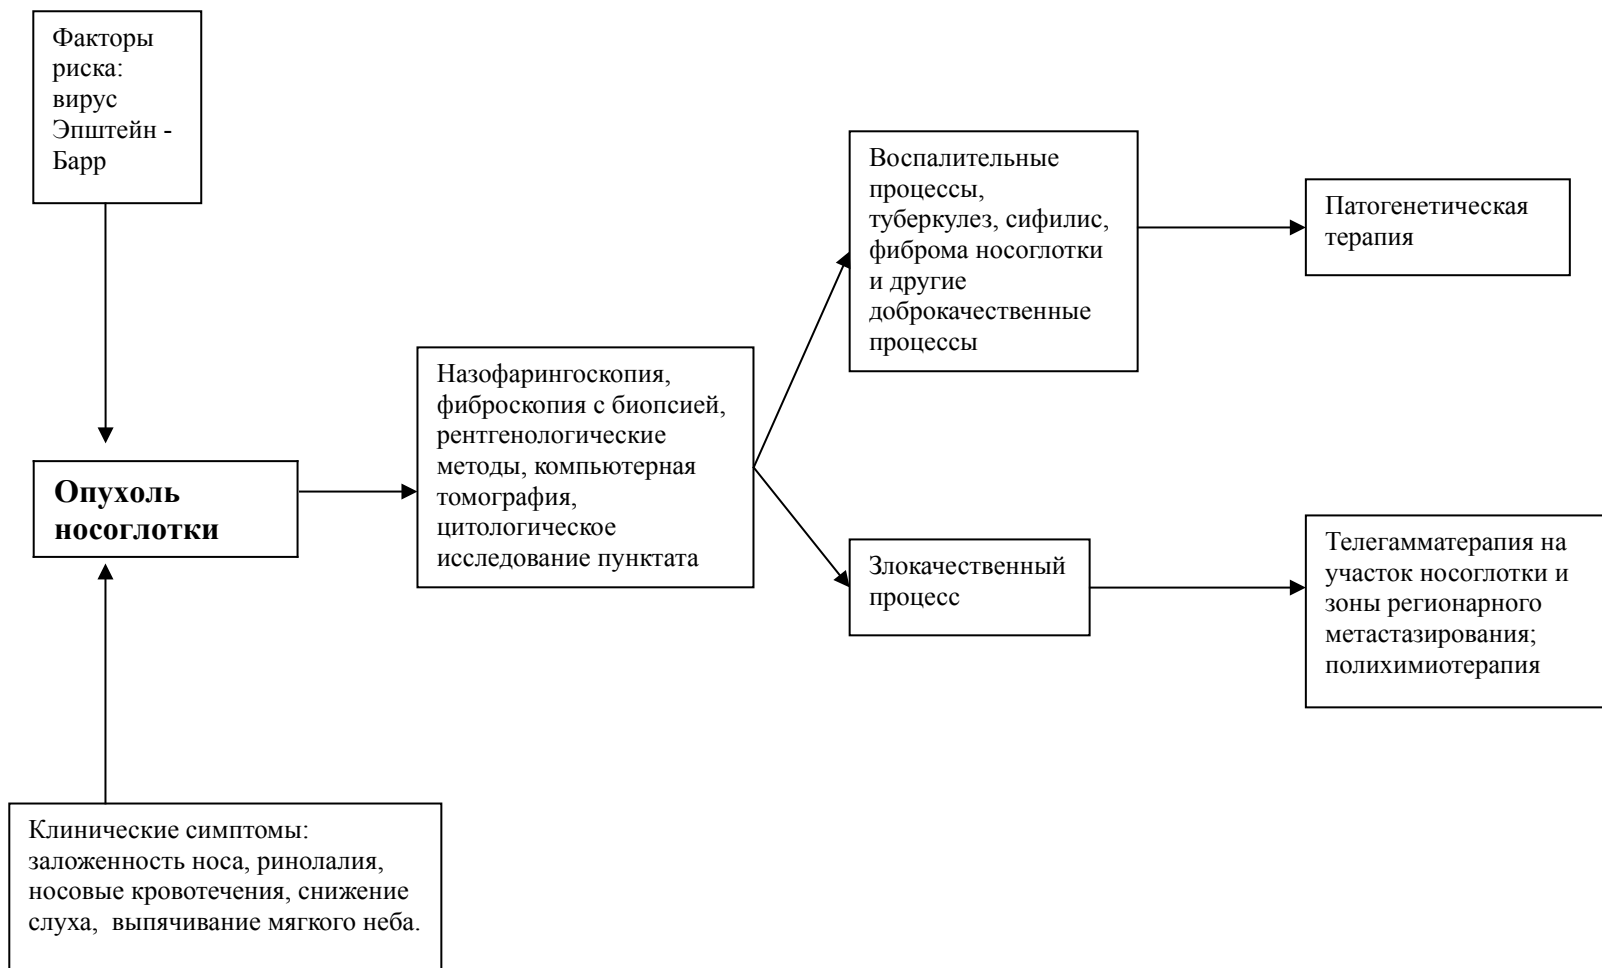 Факторы
риска:
вирус
Эпштейн -
Барр
Опухоль
носоглотки
Клинические симптомы:
заложенность носа, ринолалия,
носовые кровотечения, снижение
слуха,  выпячивание мягкого неба.
Назофарингоскопия,
фиброскопия с биопсией,
рентгенологические
методы, компьютерная
томография,
цитологическое
исследование пунктата
Воспалительные
процессы,
туберкулез, сифилис,
фиброма носоглотки
и другие
доброкачественные
процессы
Патогенетическая
терапия
Злокачественный
процесс
Телегамматерапия на
участок носоглотки и
зоны регионарного
метастазирования;
полихимиотерапия